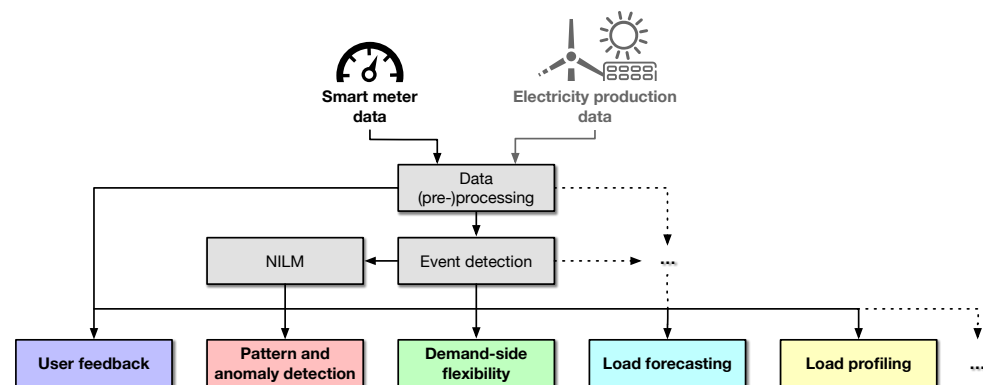 Smart meter
data
Electricity production
data
Data
(pre-)processing
NILM
Event detection
...
User feedback
Pattern and
anomaly detection
Demand-side
flexibility
Load forecasting
Load profiling
...